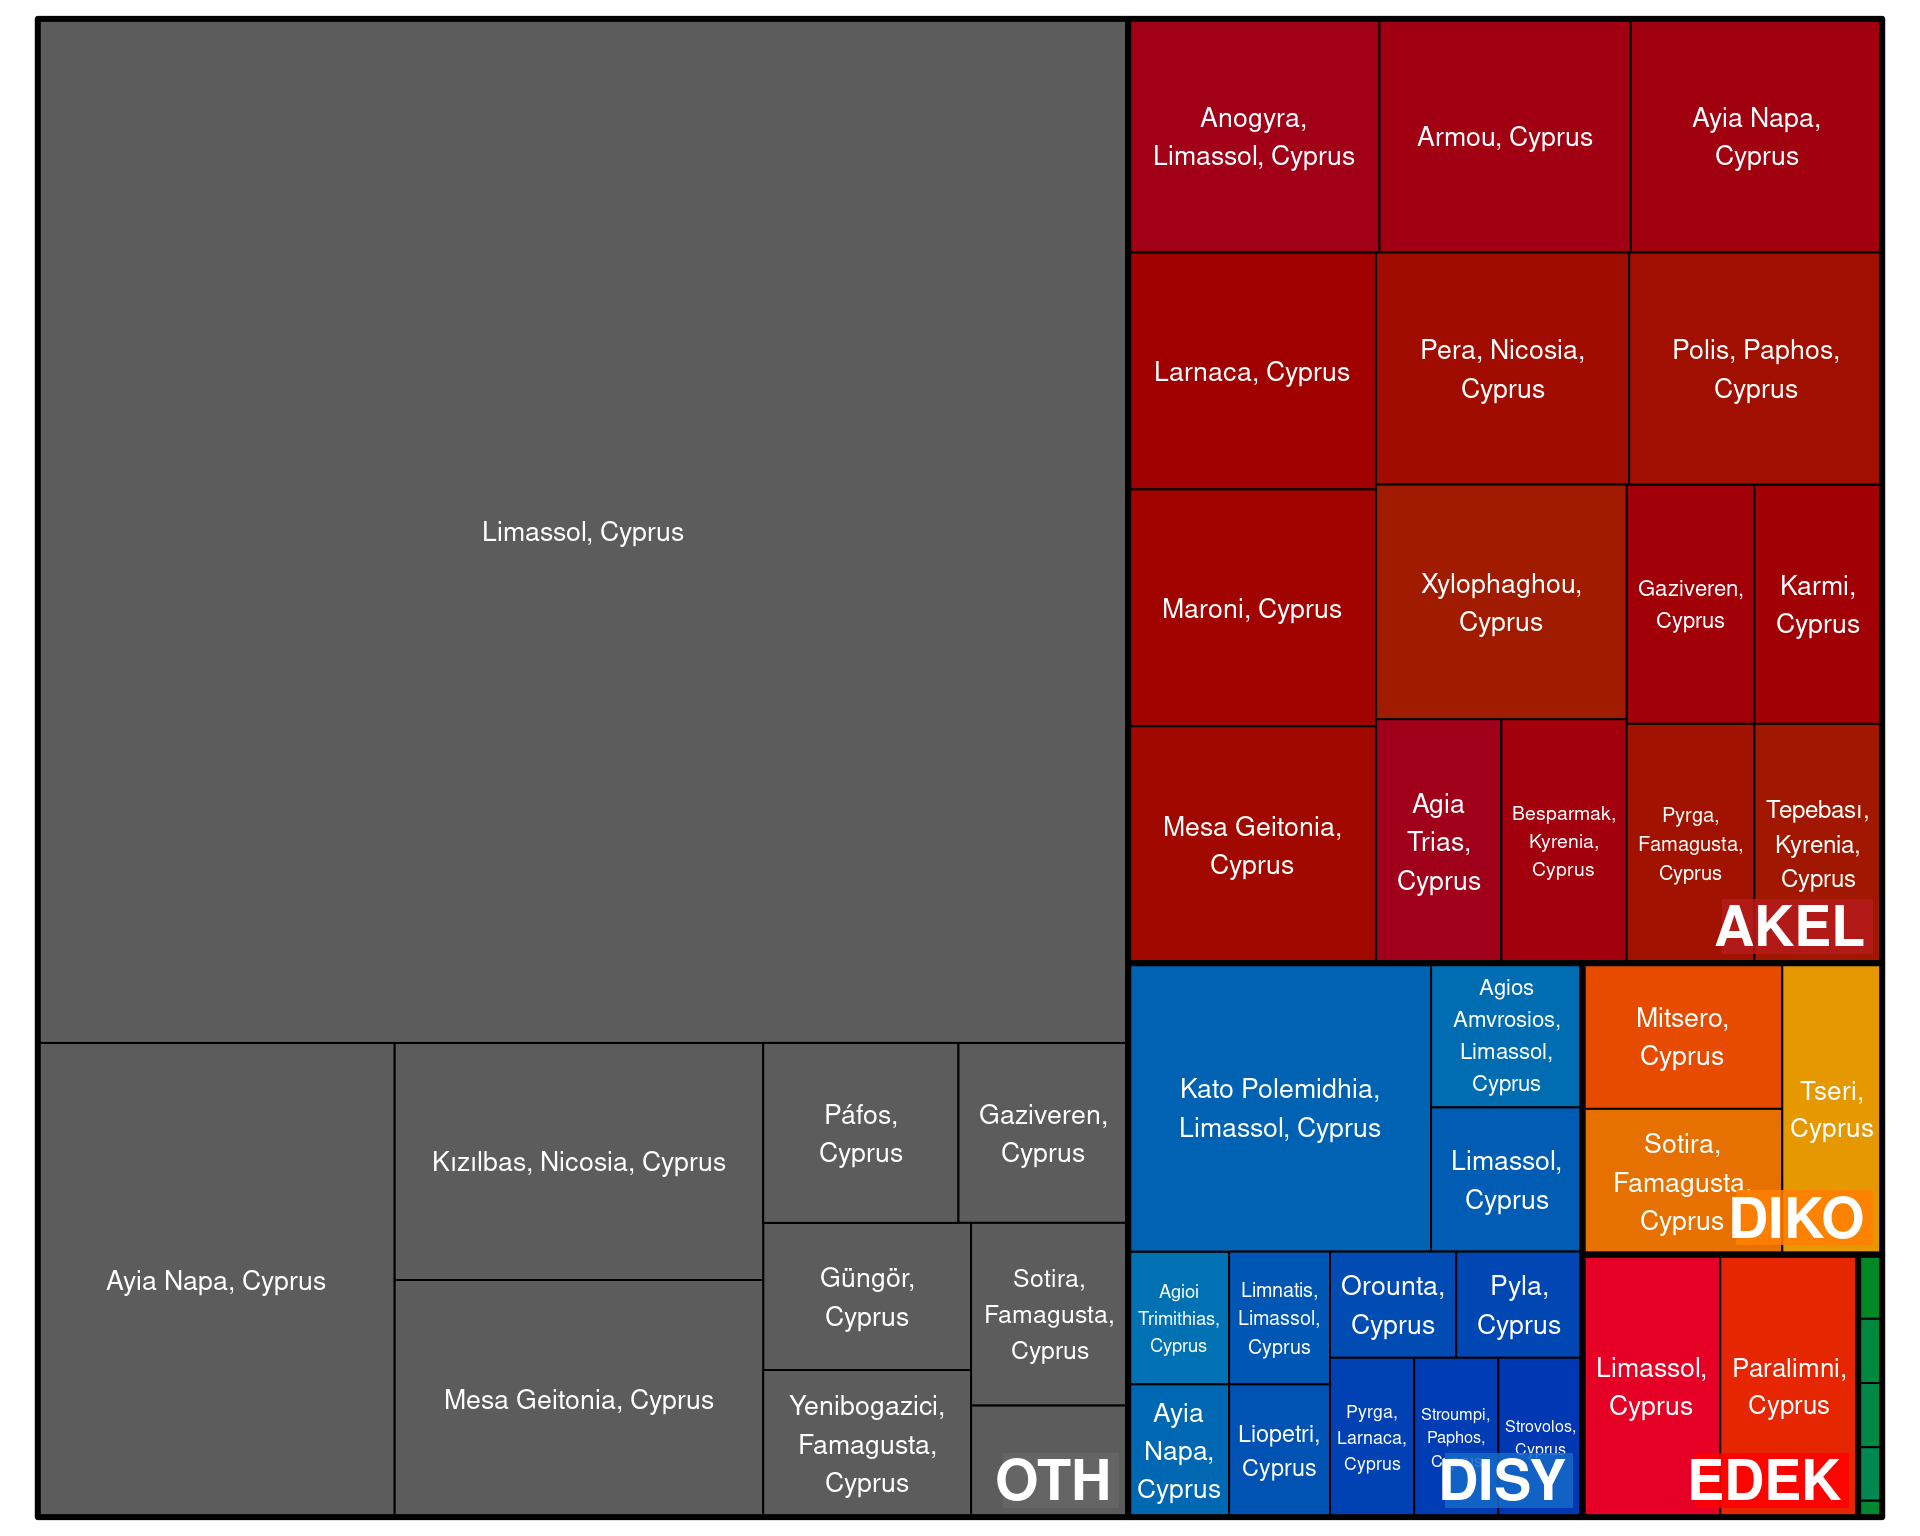 Limassol, Cyprus
Ayia Napa, Cyprus
Kızılbas, Nicosia, Cyprus
Mesa Geitonia, Cyprus
Páfos,
Cyprus
Gaziveren,
Cyprus
Güngör,
Cyprus
Yenibogazici,
Famagusta,
Cyprus
Sotira,
Famagusta,
Cyprus
OTH
Anogyra,
Limassol, Cyprus
Armou, Cyprus
Ayia Napa,
Cyprus
Larnaca, Cyprus
Pera, Nicosia,
Cyprus
Polis, Paphos,
Cyprus
Maroni, Cyprus
Xylophaghou,
Cyprus
Gaziveren,
Cyprus
Karmi,
Cyprus
Mesa Geitonia,
Cyprus
Agia
Trias,
Cyprus
Besparmak,
Kyrenia,
Cyprus
Pyrga,
Famagusta,
Cyprus
Tepebası,
Kyrenia,
Cyprus
AKEL
Kato Polemidhia,
Limassol, Cyprus
Agios
Amvrosios,
Limassol,
Cyprus
Limassol,
Cyprus
Agioi
Trimithias,
Cyprus
Limnatis,
Limassol,
Cyprus
Orounta,
Cyprus
Pyla,
Cyprus
Ayia
Napa,
Cyprus
Liopetri,
Cyprus
Pyrga,
Larnaca,
Cyprus
Stroumpi,
Paphos,
Strovolos,
Cyprus
DISY
Mitsero,
Cyprus
Sotira,
Famagusta,
Cyprus
Tseri,
Cyprus
DIKO
Limassol,
Cyprus
Paralimni,
Cyprus
EDEK